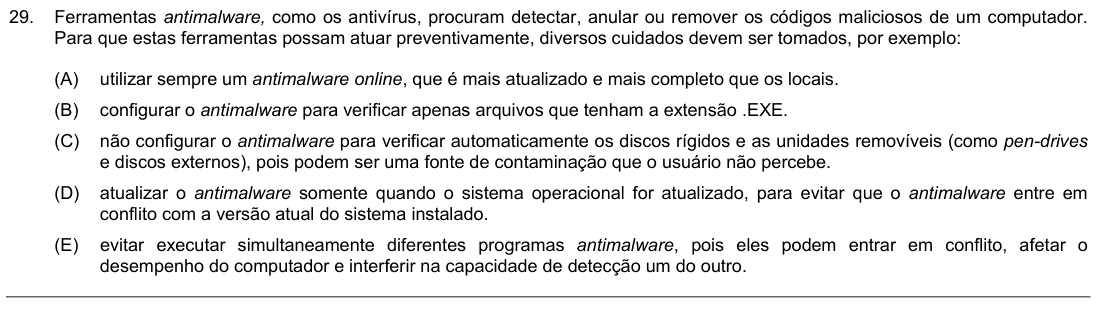 29. Ferramentas antimalware, como os antivírus, procuram detectar, anular ou remover os códigos maliciosos de um computador.
Para que estas ferramentas possam atuar preventivamente, diversos cuidados devem ser tomados, por exemplo:
(A) utilizar sempre um antimalware online, que é mais atualizado e mais completo que os locais.
(B) configurar o antimalware para verificar apenas arquivos que tenham a extensão .EXE.
(C) não configurar o antimalware para verificar automaticamente os discos rígidos e as unidades removíveis (como pen-drives
e discos externos), pois podem ser uma fonte de contaminação que o usuário não percebe.
(D) atualizar o antimalware somente quando o sistema operacional for atualizado, para evitar que o antimalware entre em
conflito com a versão atual do sistema instalado.
(E) evitar executar simultaneamente diferentes programas antimalware, pois eles podem entrar em conflito, afetar o
desempenho do computador e interferir na capacidade de detecção um do outro.